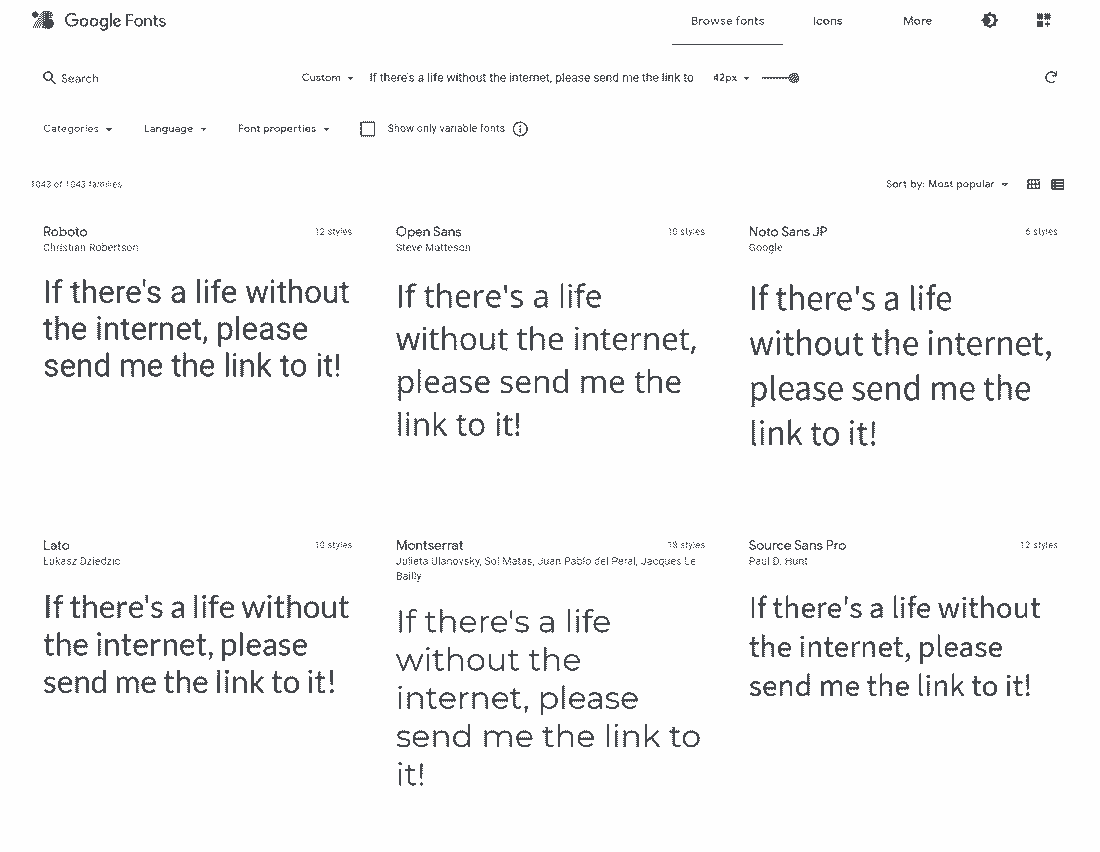 Google Fonts
Browse fonts Icons More
Search Custom If there's a life without the internet, please send me the link to 42px
Categories Language Font properties Show only variable fonts
1043 of 1043 families Sort by: Most popular
Roboto 12 styles
Christian Robertson
If there's a life without
the internet, please
send me the link to it!
Open Sans 10 styles
Steve Matteson
If there's a life
without the internet,
please send me the
link to it!
Noto Sans JP 6 styles
Google
If there's a life
without the internet,
please send me the
link to it!
Lato 10 styles
Łukasz Dziedzic
If there's a life without
the internet, please
send me the link to it!
Montserrat 18 styles
Julieta Ulanovsky, Sol Matas, Juan Pablo del Peral, Jacques Le
Bailly
If there's a life
without the
internet, please
send me the link to
it!
Source Sans Pro 12 styles
Paul D. Hunt
If there's a life without
the internet, please
send me the link to it!